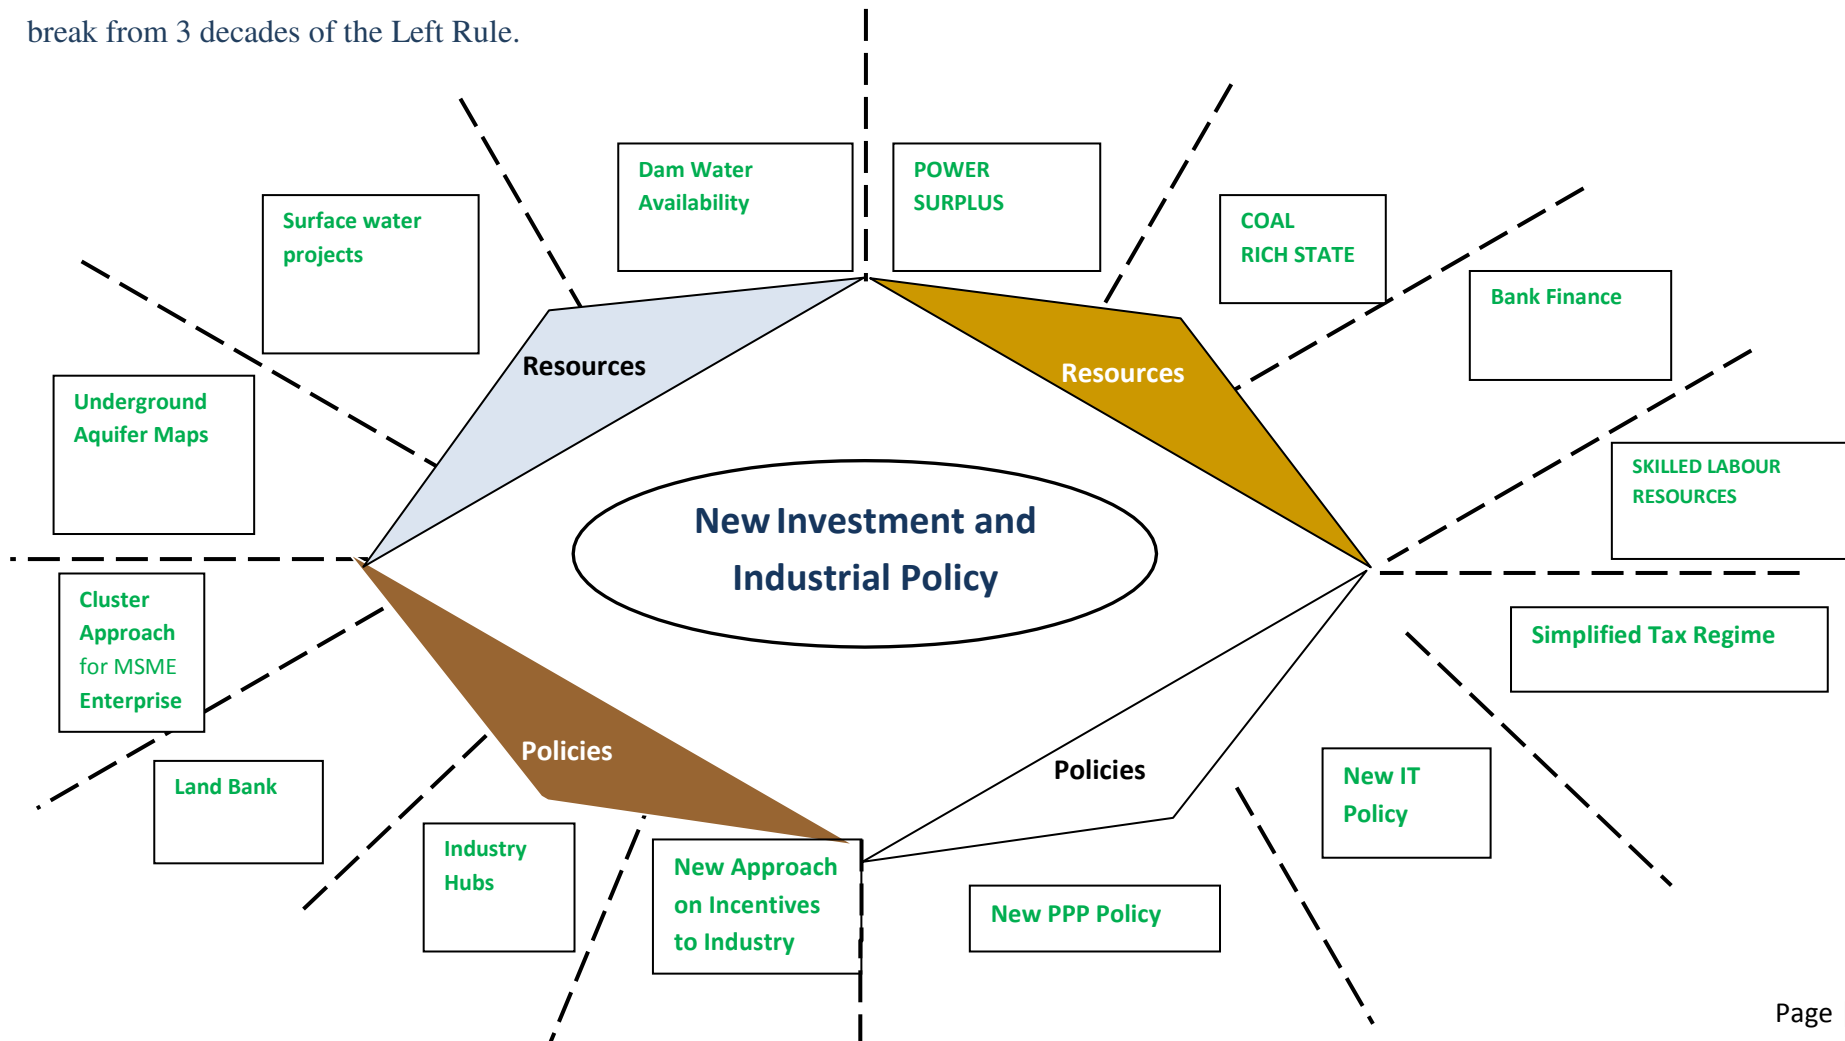 break from 3 decades of the Left Rule.
Dam Water
Availability
POWER
SURPLUS
Surface water
projects
COAL
RICH STATE
Bank Finance
Resources
Resources
Underground
Aquifer Maps
SKILLED LABOUR
RESOURCES
New Investment and
Industrial Policy
Cluster
Approach
for MSME
Enterprise
Simplified Tax Regime
Policies
Policies
Land Bank
New IT
Policy
Industry
Hubs
New Approach
on Incentives
to Industry
New PPP Policy
Page